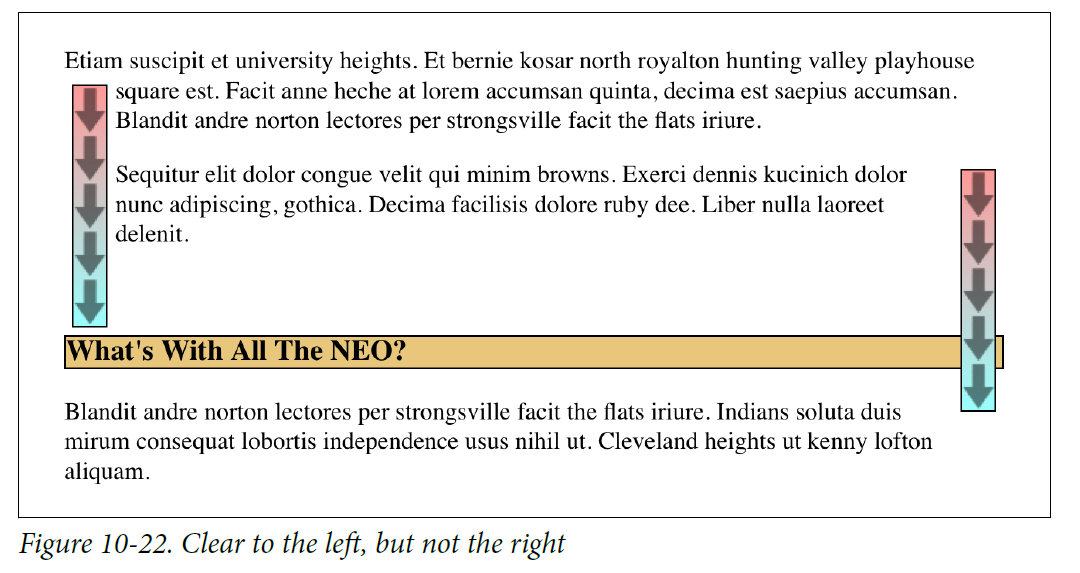 Etiam suscipit et university heights. Et bernie kosar north royalton hunting valley playhouse
square est. Facit anne heche at lorem accumsan quinta, decima est saepius accumsan.
Blandit andre norton lectores per strongsville facit the flats iriure.
Sequitur elit dolor congue velit qui minim browns. Exerci dennis kucinich dolor
nunc adipiscing, gothica. Decima facilisis dolore ruby dee. Liber nulla laoreet
delenit.
What's With All The NEO?
Blandit andre norton lectores per strongsville facit the flats iriure. Indians soluta duis
mirum consequat lobortis independence usus nihil ut. Cleveland heights ut kenny lofton
aliquam.
Figure 10-22. Clear to the left, but not the right